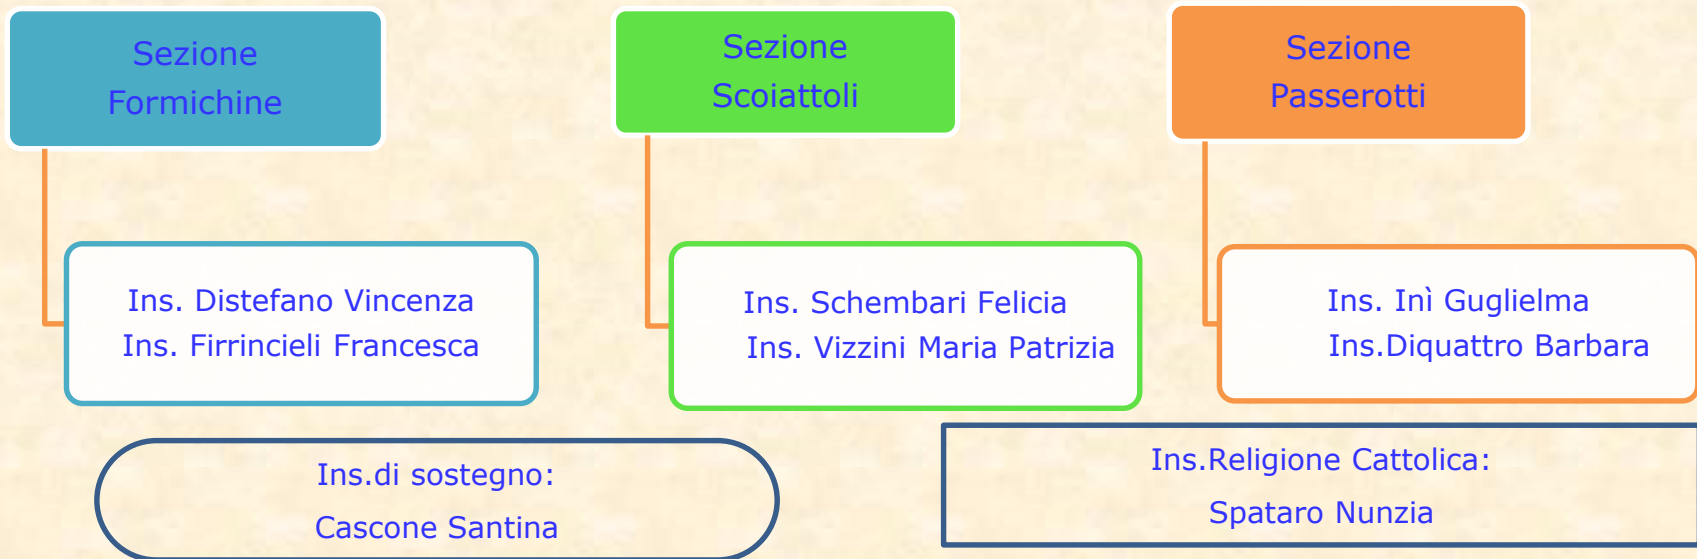 Sezione
Formichine
Sezione
Scoiattoli
Sezione
Passerotti
Ins. Distefano Vincenza
Ins. Firrincieli Francesca
Ins. Schembari Felicia
Ins. Vizzini Maria Patrizia
Ins. Inì Guglielma
Ins.Diquattro Barbara
Ins.di sostegno:
Cascone Santina
Ins.Religione Cattolica:
Spataro Nunzia